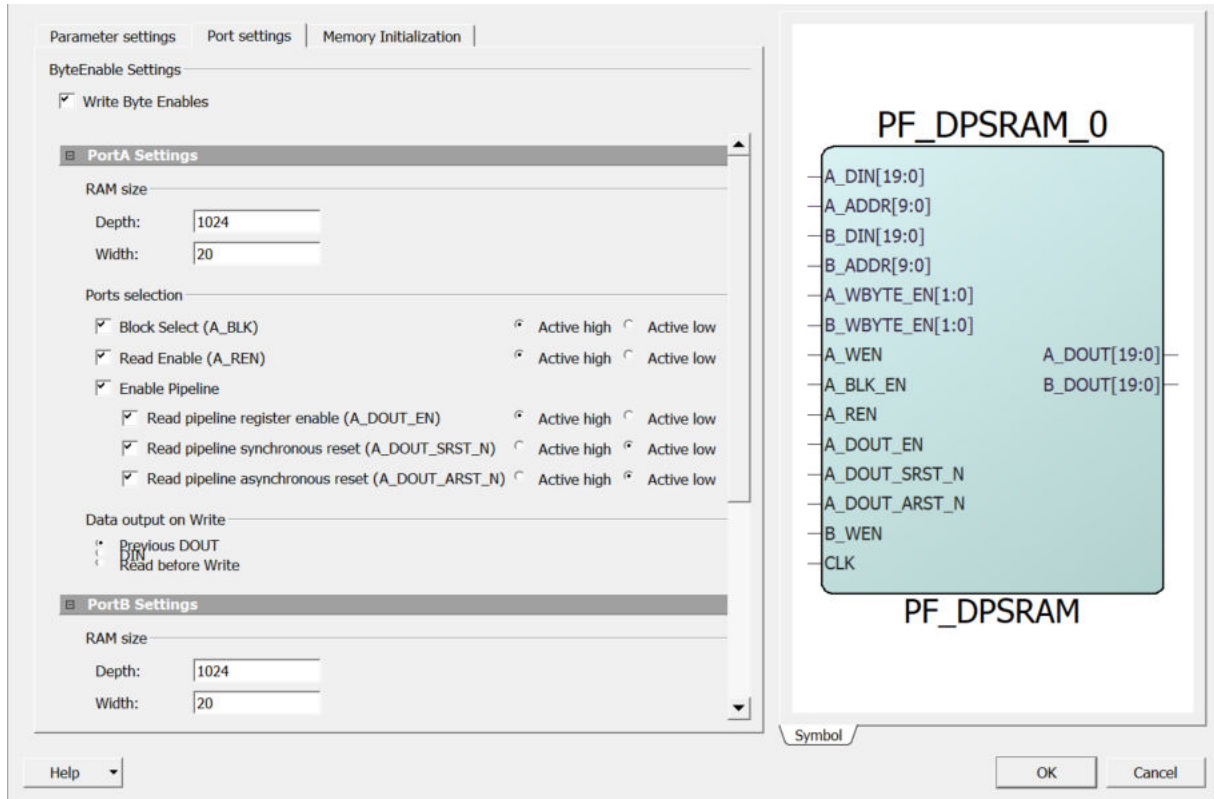 Parameter settings Port settings Memory Initialization
ByteEnable Settings
Write Byte Enables
PortA Settings
RAM size
Depth: 1024
Width: 20
Ports selection
Block Select (A_BLK) Active high Active low
Read Enable (A_REN) Active high Active low
Enable Pipeline
Read pipeline register enable (A_DOUT_EN) Active high Active low
Read pipeline synchronous reset (A_DOUT_SRST_N) Active high Active low
Read pipeline asynchronous reset (A_DOUT_ARST_N) Active high Active low
Data output on Write
Previous DOUT
DIN
Read before Write
PortB Settings
RAM size
Depth: 1024
Width: 20
Help
PF_DPSRAM_0
A_DIN[19:0]
A_ADDR[9:0]
B_DIN[19:0]
B_ADDR[9:0]
A_WBYTE_EN[1:0]
B_WBYTE_EN[1:0]
A_WEN A_DOUT[19:0]
A_BLK_EN B_DOUT[19:0]
A_REN
A_DOUT_EN
A_DOUT_SRST_N
A_DOUT_ARST_N
B_WEN
CLK
PF_DPSRAM
Symbol
OK Cancel